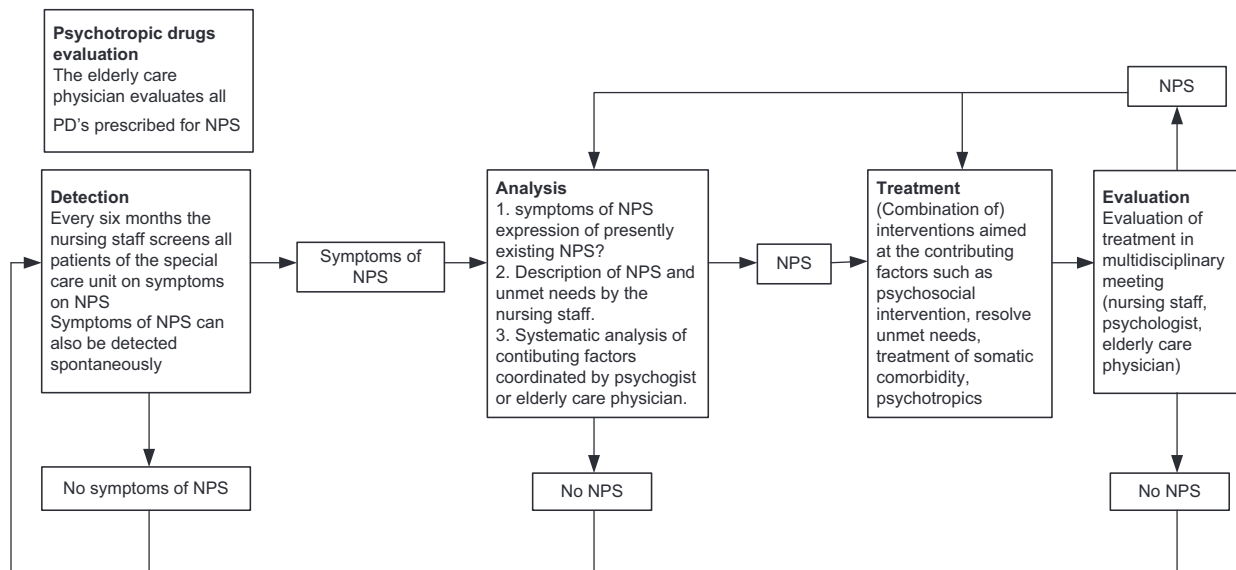 Psychotropic drugs
evaluation
The elderly care
physician evaluates all
PD's prescribed for NPS
NPS
Detection
Every six months the
nursing staff screens all
patients of the special
care unit on symptoms
on NPS
Symptoms of NPS can
also be detected
spontaneously
Symptoms of
NPS
Analysis
1. symptoms of NPS
expression of presently
existing NPS?
2. Description of NPS and
unmet needs by the
nursing staff.
3. Systematic analysis of
contibuting factors
coordinated by psychogist
or elderly care physician.
NPS
Treatment
(Combination of)
interventions aimed
at the contributing
factors such as
psychosocial
intervention, resolve
unmet needs,
treatment of somatic
comorbidity,
psychotropics
Evaluation
Evaluation of
treatment in
multidisciplinary
meeting
(nursing staff,
psychologist,
elderly care
physician)
No symptoms of NPS
No NPS
No NPS